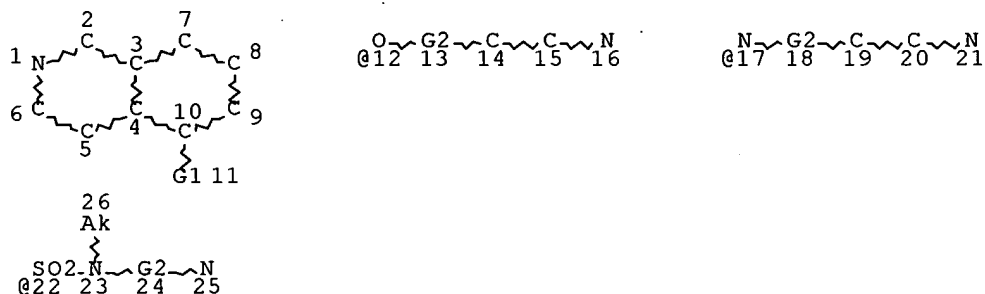 2 7
1 N C 3 C C 8
O G2 C C N
@12 13 14 15 16
N G2 C C N
@17 18 19 20 21
6 C C 10 C 9
C 4 C
5
G1 11
26
Ak
SO2 N G2 N
@22 23 24 25